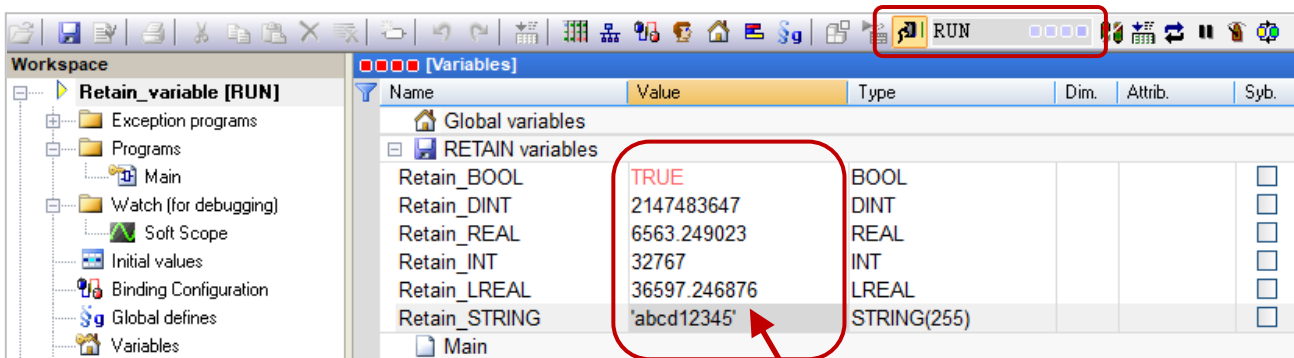 RUN
Workspace
[Variables]
Retain_variable [RUN]
Name Value Type Dim. Attrib. Syb.
Exception programs
Global variables
Programs
RETAIN variables
Main
Retain_BOOL TRUE BOOL
Watch (for debugging)
Retain_DINT 2147483647 DINT
Soft Scope
Retain_REAL 6563.249023 REAL
Initial values
Retain_INT 32767 INT
Binding Configuration
Retain_LREAL 36597.246876 LREAL
Global defines
Retain_STRING 'abcd12345' STRING(255)
Variables
Main